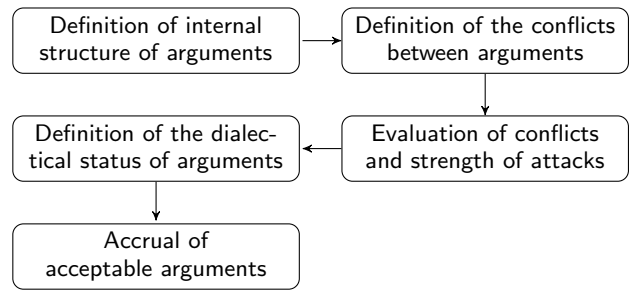 Definition of internal
structure of arguments
Definition of the conflicts
between arguments
Evaluation of conflicts
and strength of attacks
Definition of the dialec-
tical status of arguments
Accrual of
acceptable arguments